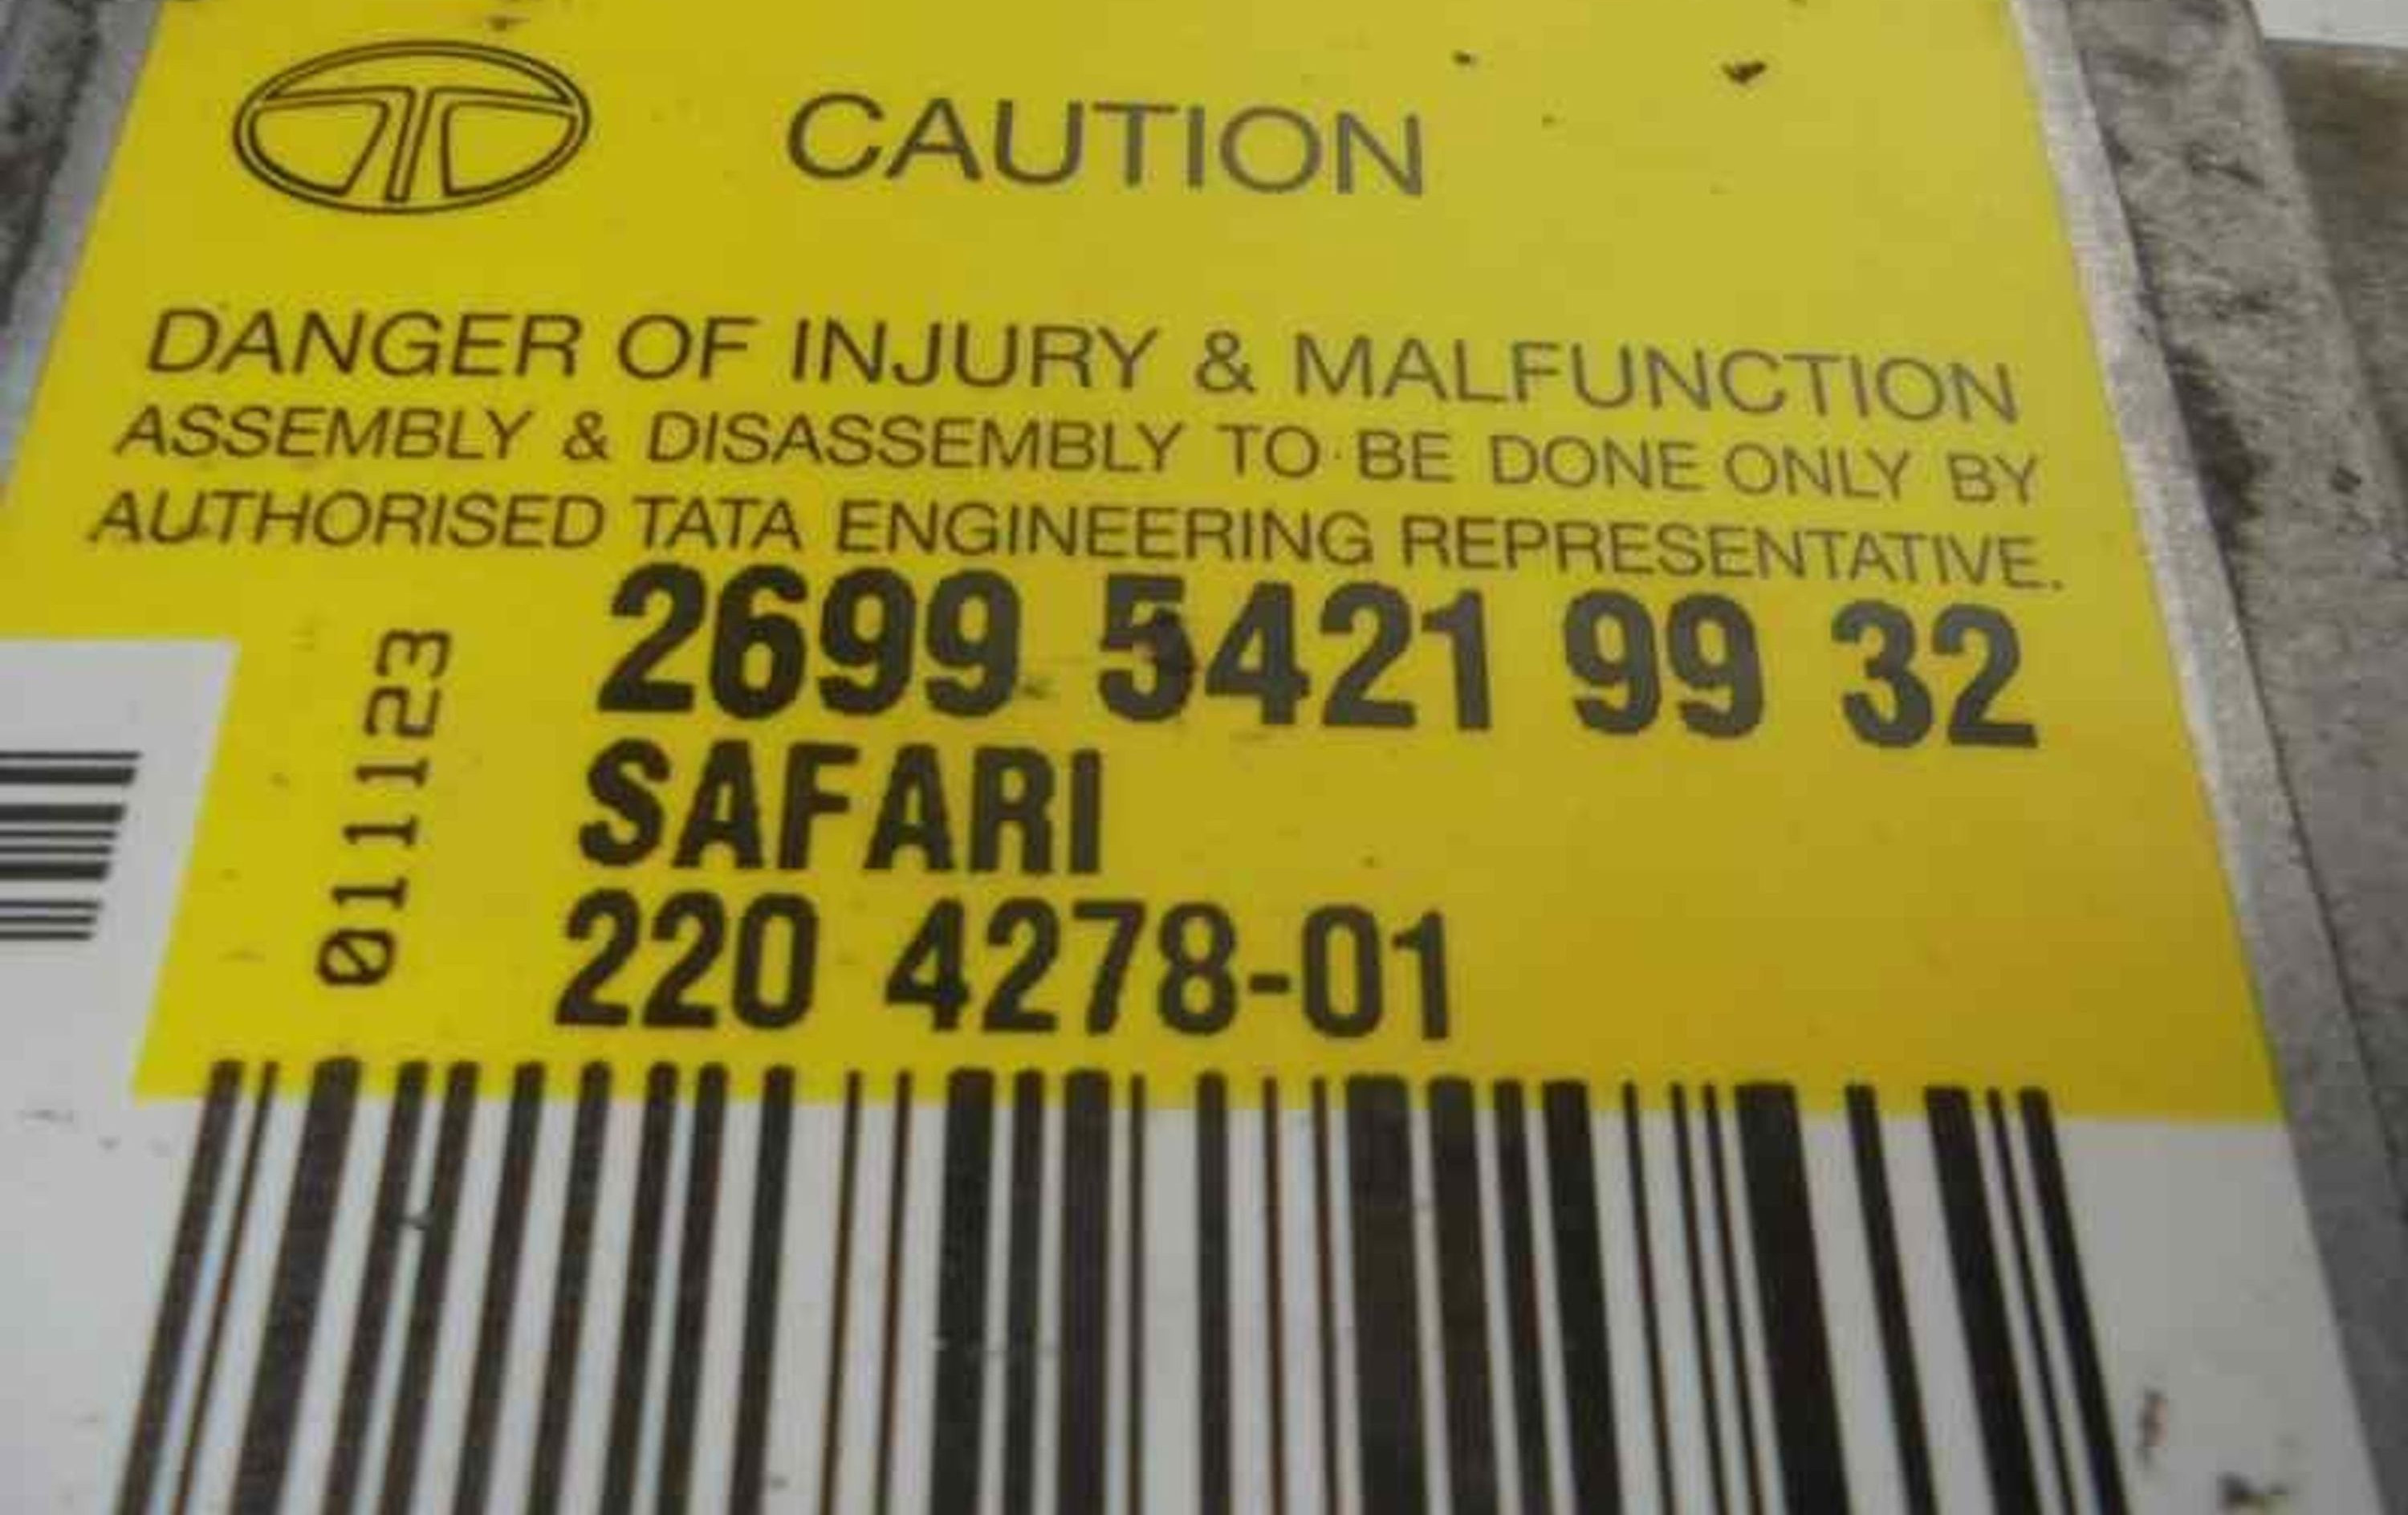 CAUTION
DANGER OF INJURY & MALFUNCTION
ASSEMBLY & DISASSEMBLY TO BE DONE ONLY BY
AUTHORISED TATA ENGINEERING REPRESENTATIVE.
2699 5421 99 32
SAFARI
220 4278-01
011123